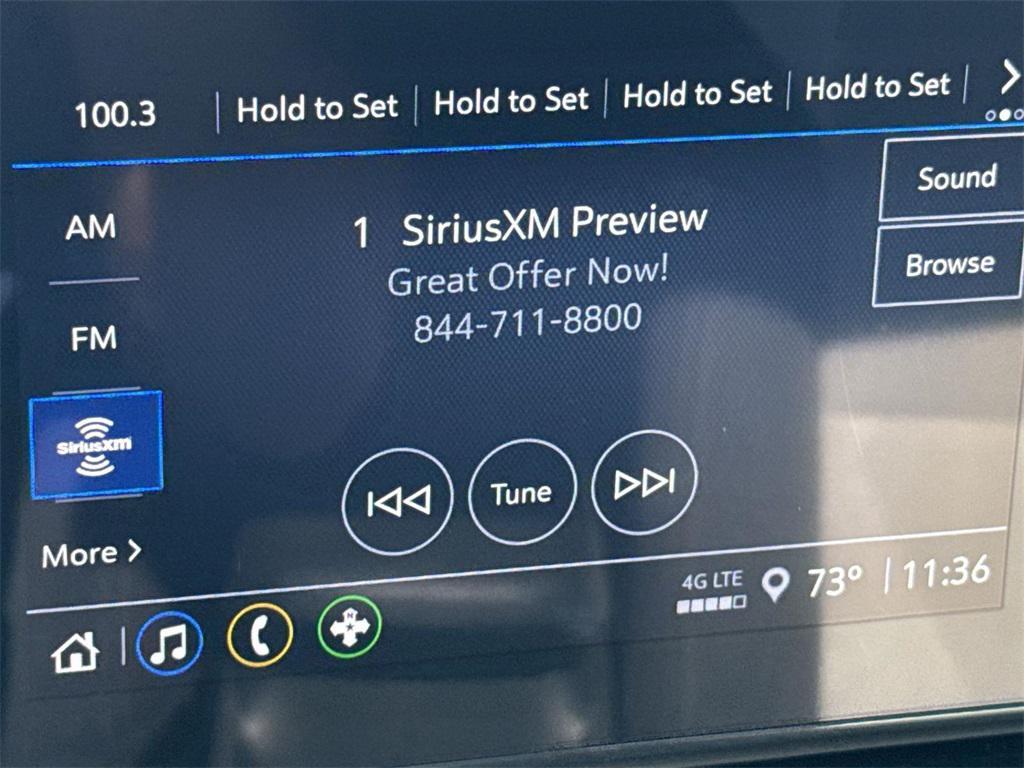 100.3 Hold to Set Hold to Set Hold to Set Hold to Set
Sound
AM
1 SiriusXM Preview
Great Offer Now!
Browse
FM
844-711-8800
SiriusXM
Tune
More
4G LTE 73° 11:36
N